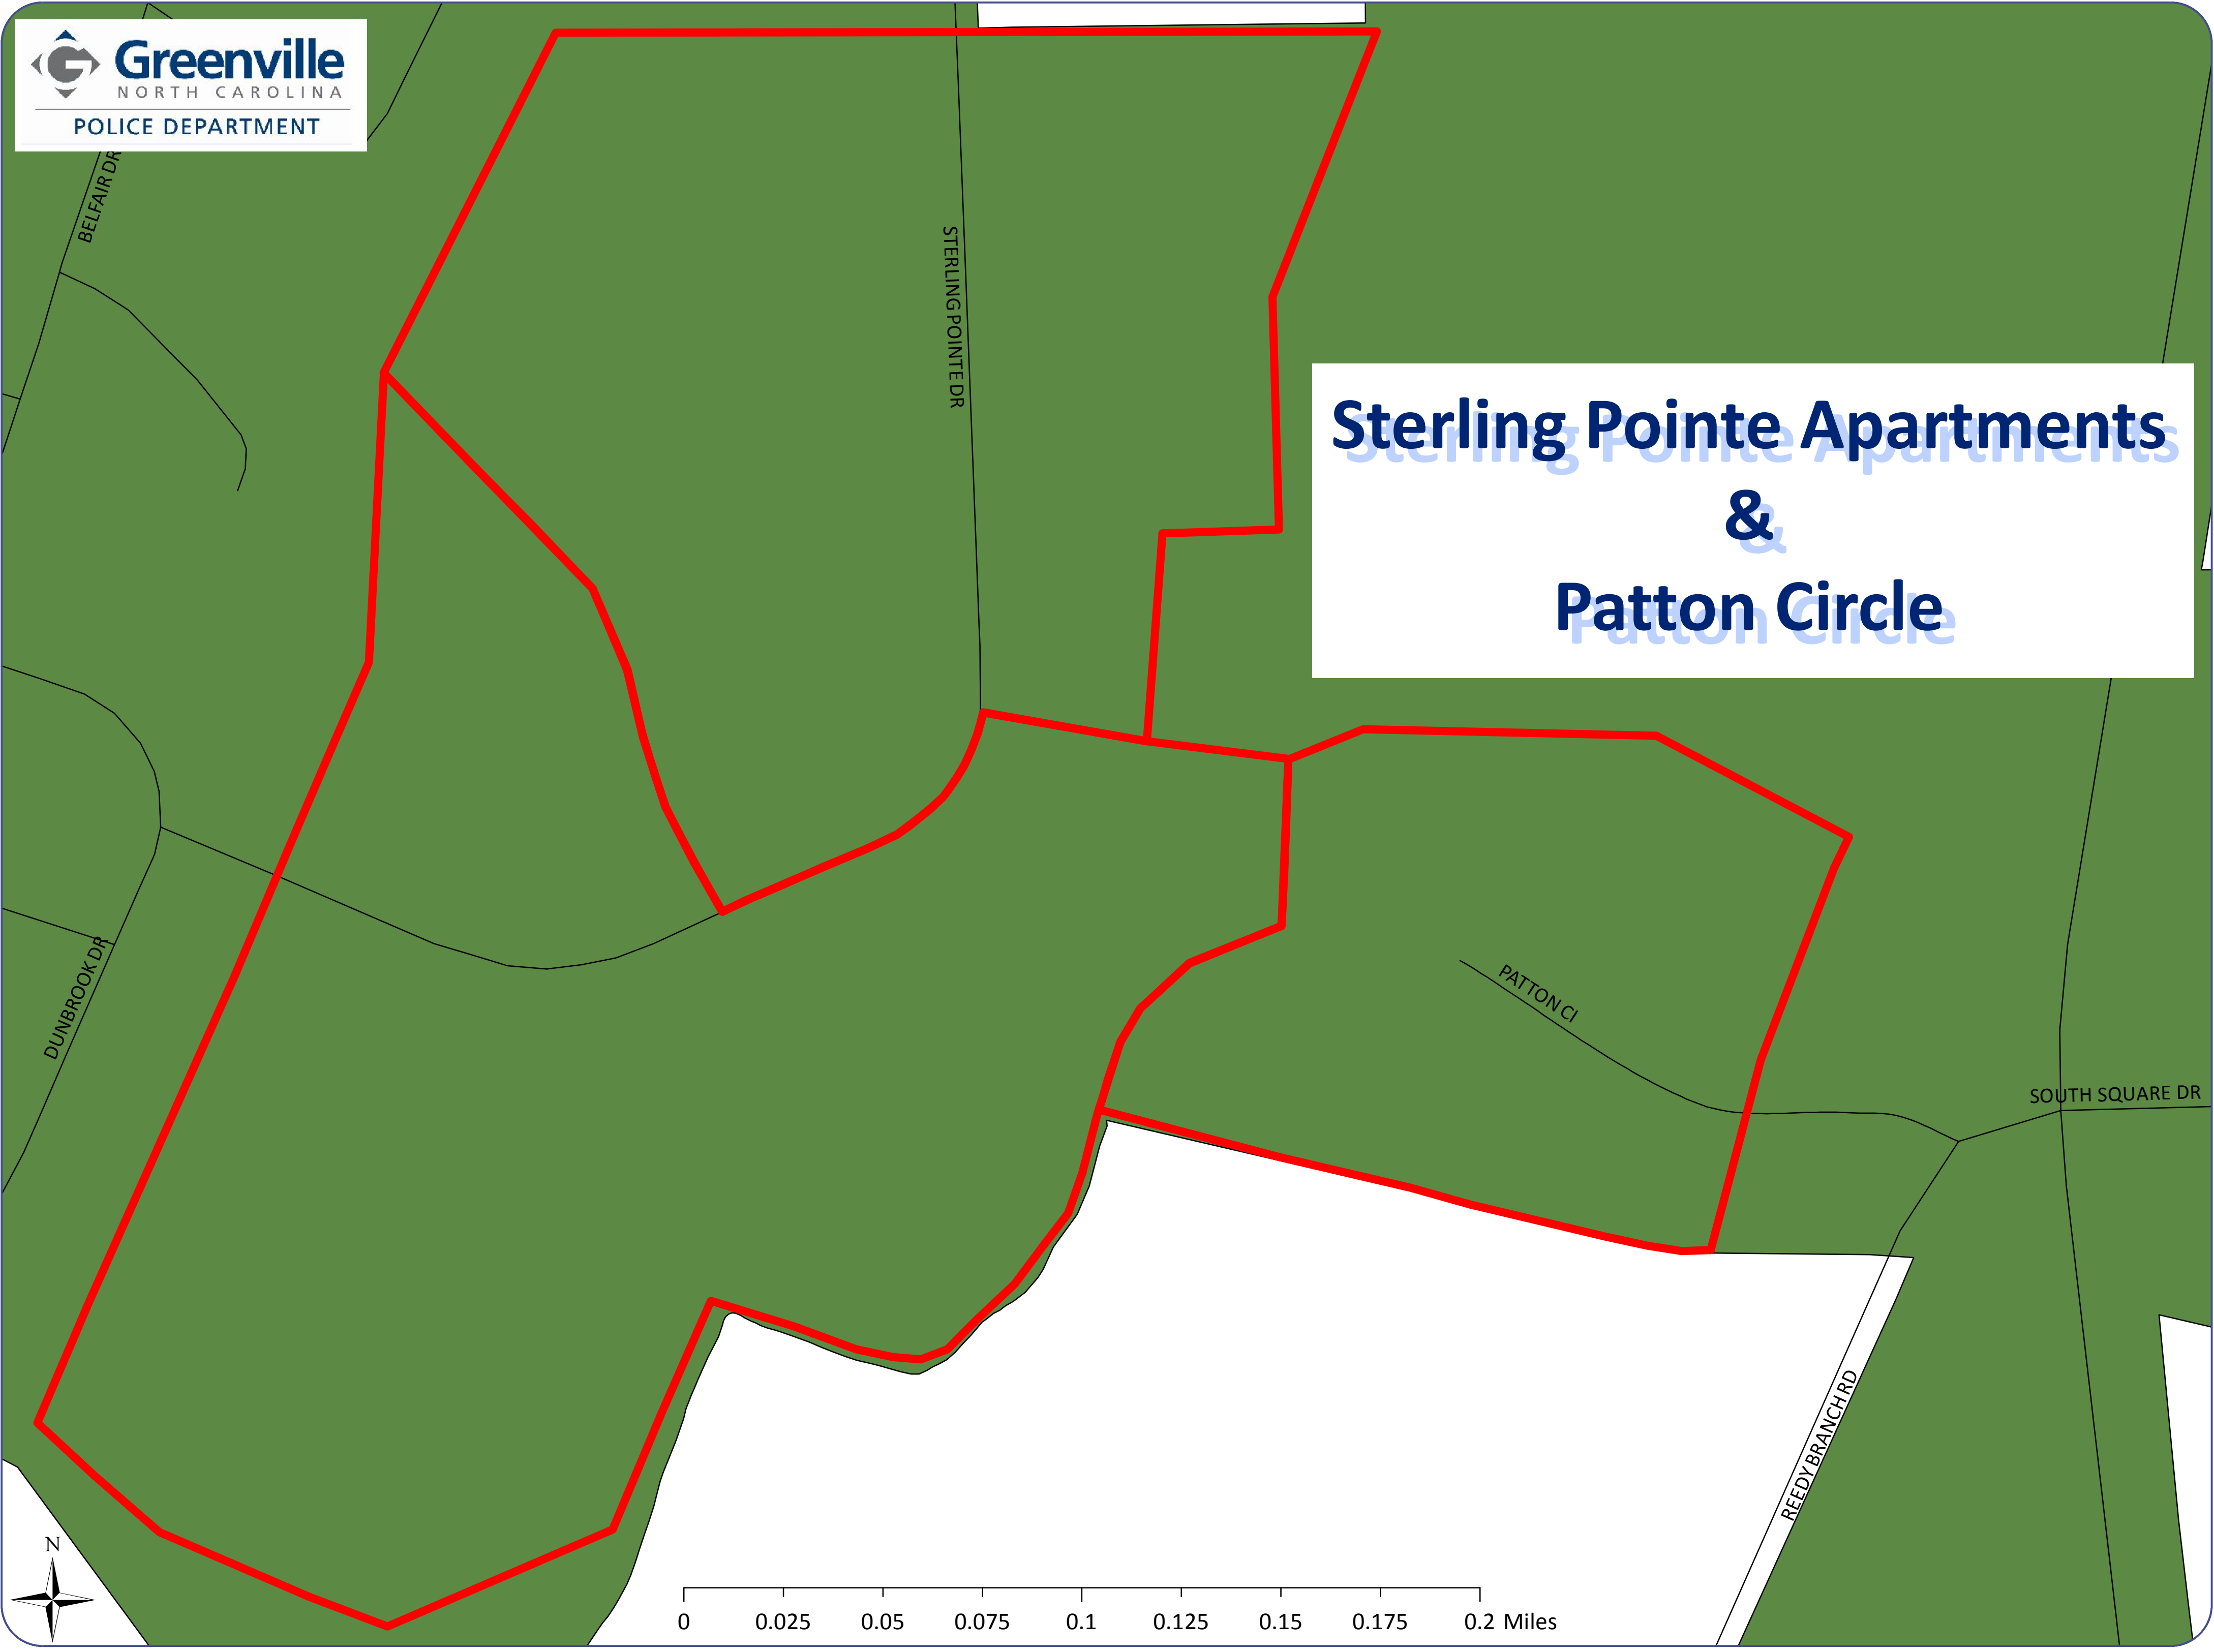 Greenville
NORTH CAROLINA
POLICE DEPARTMENT
BELFAIR DR
STERLING POINTE DR
Sterling Pointe Apartments
&
Patton Circle
DUNBROOK DR
PATTON CI
SOUTH SQUARE DR
REEDY BRANCH RD
N
0 0.025 0.05 0.075 0.1 0.125 0.15 0.175 0.2 Miles